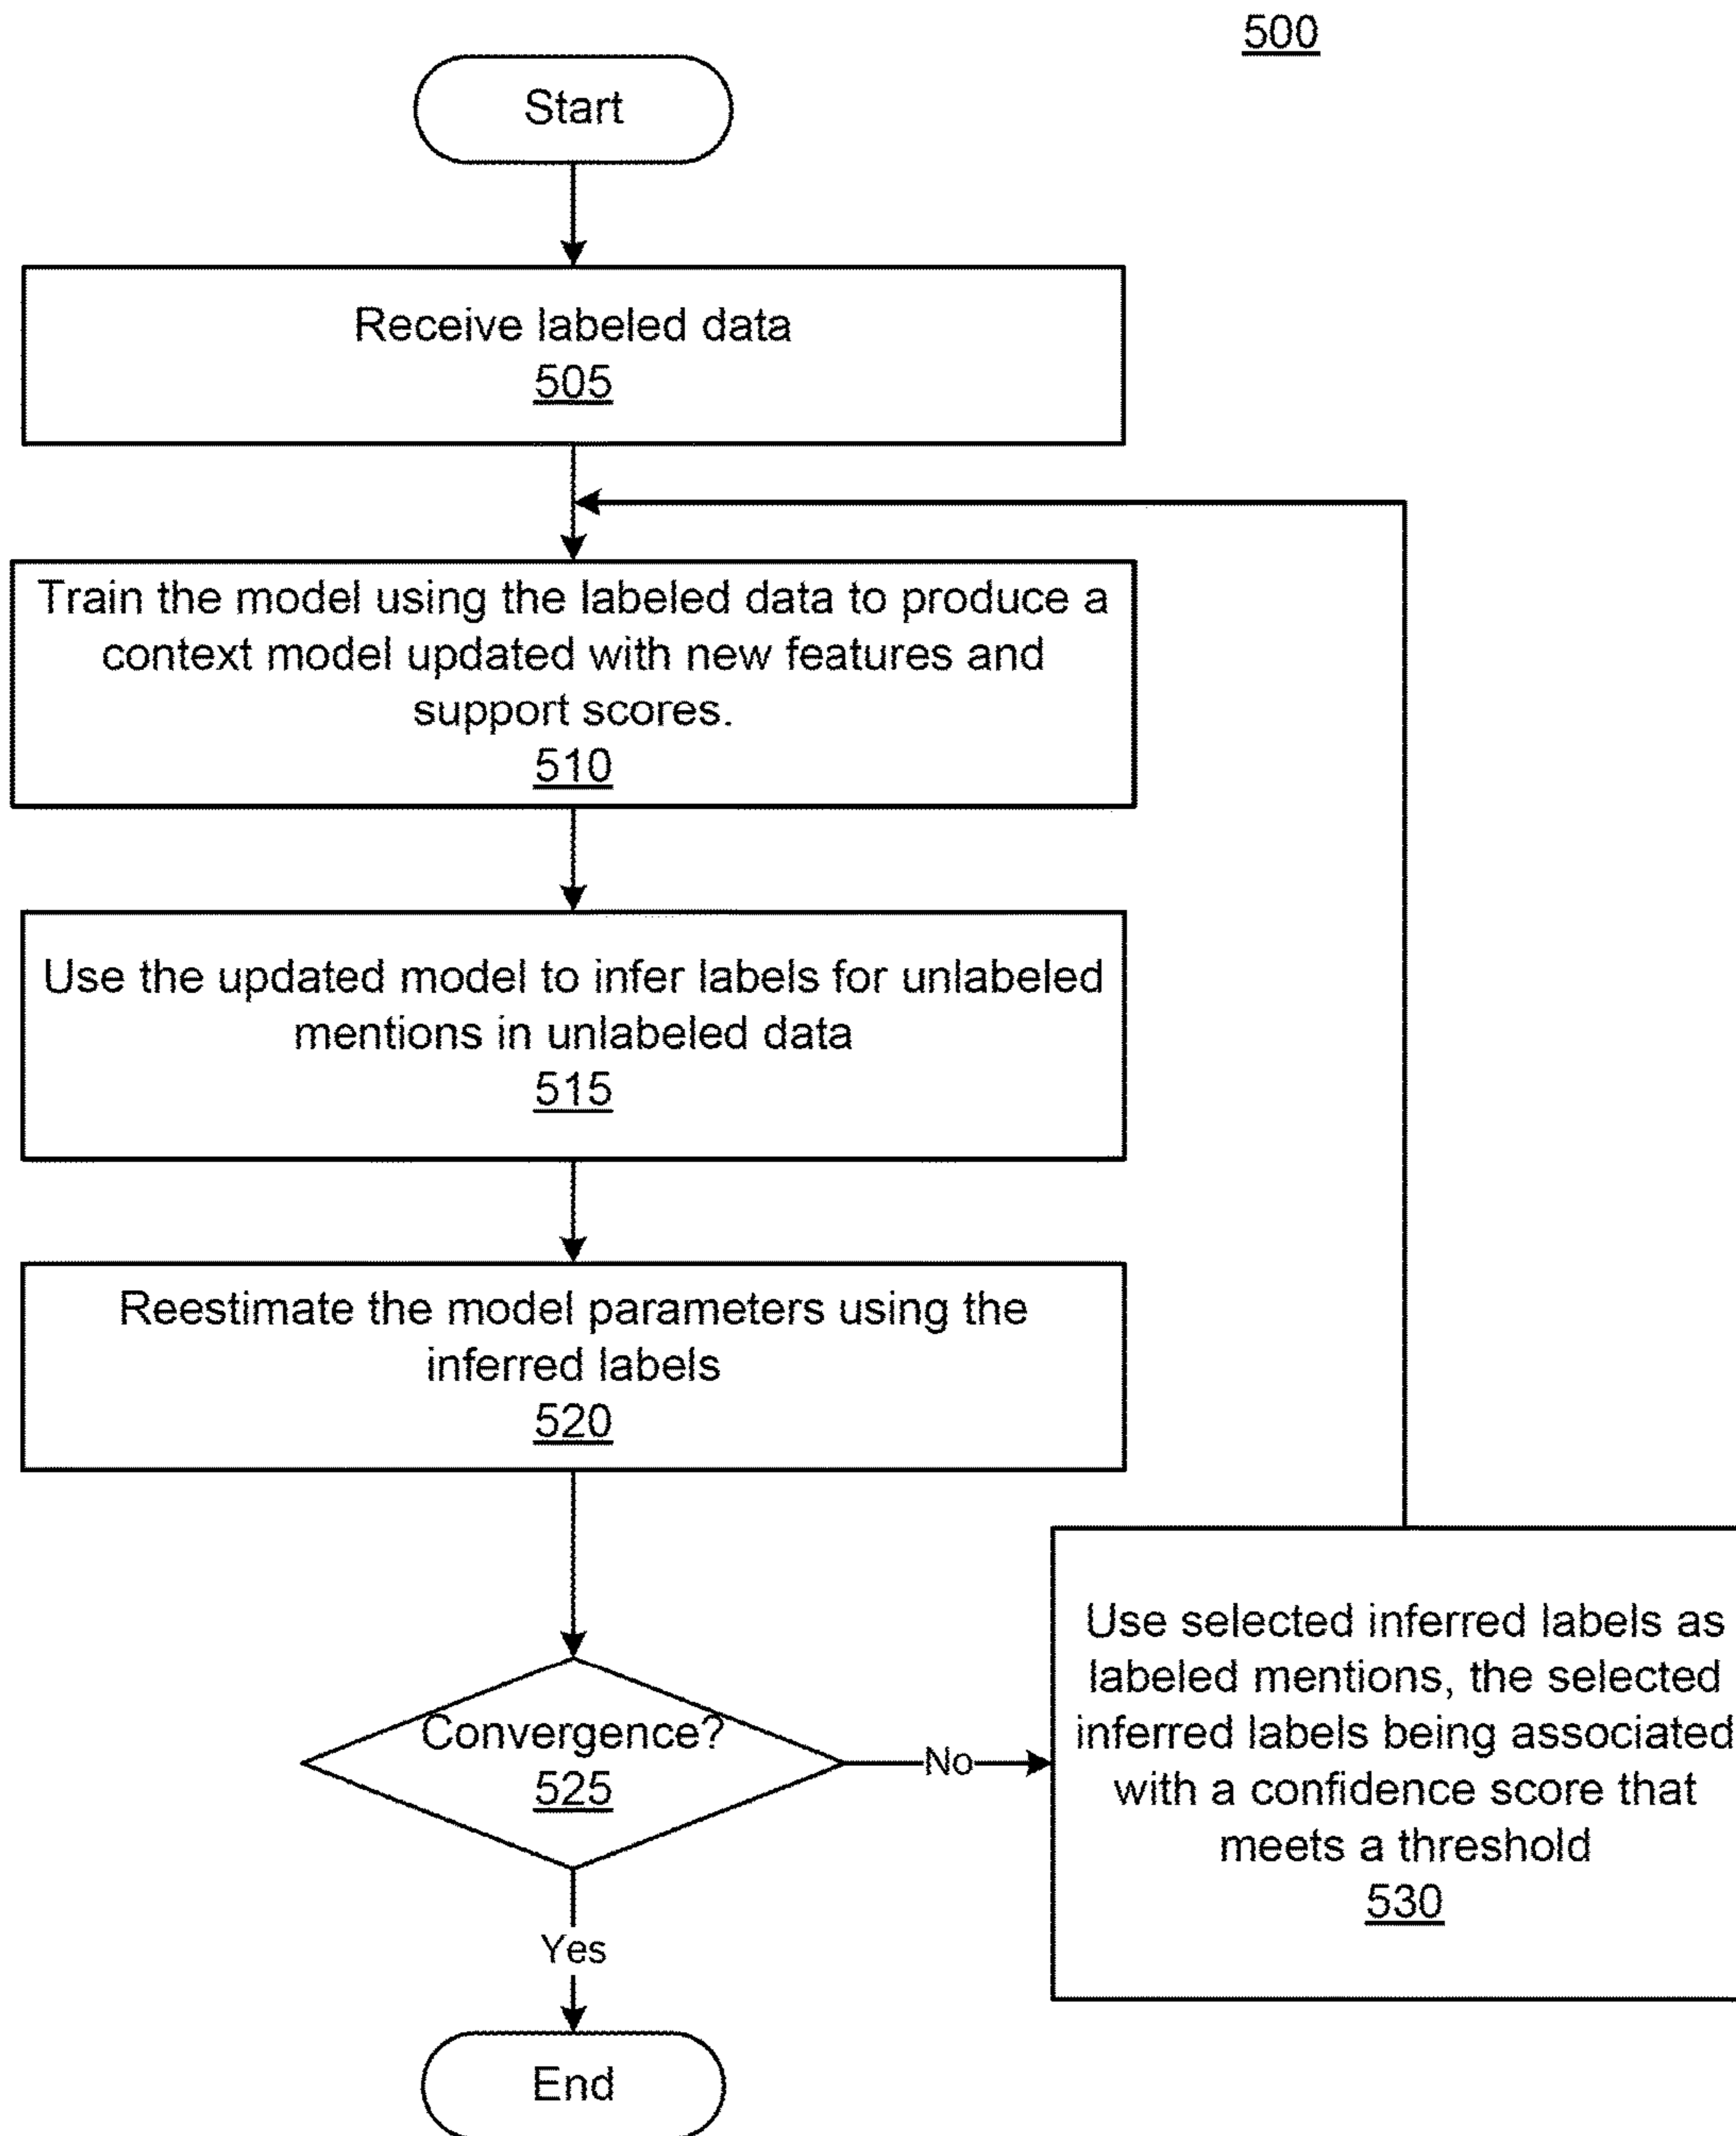 500
Start
Receive labeled data
505
Train the model using the labeled data to produce a
context model updated with new features and
support scores.
510
Use the updated model to infer labels for unlabeled
mentions in unlabeled data
515
Reestimate the model parameters using the
inferred labels
520
Convergence?
525
No
Use selected inferred labels as
labeled mentions, the selected
inferred labels being associated
with a confidence score that
meets a threshold
530
Yes
End